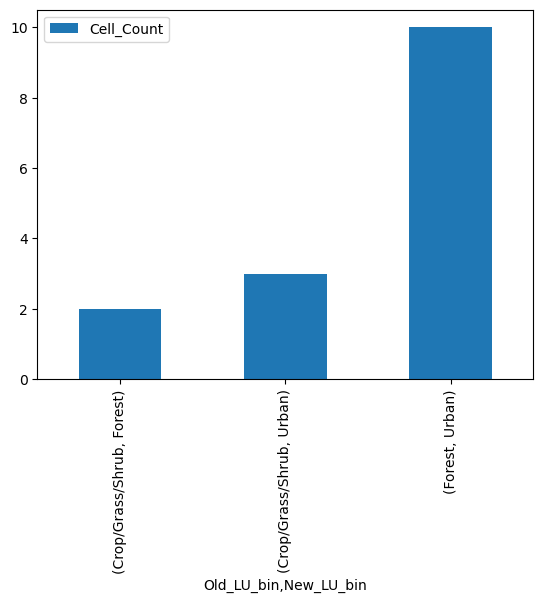 Cell_Count
10
8
6
4
2
0
(Crop/Grass/Shrub, Forest)
(Crop/Grass/Shrub, Urban)
(Forest, Urban)
Old_LU_bin,New_LU_bin